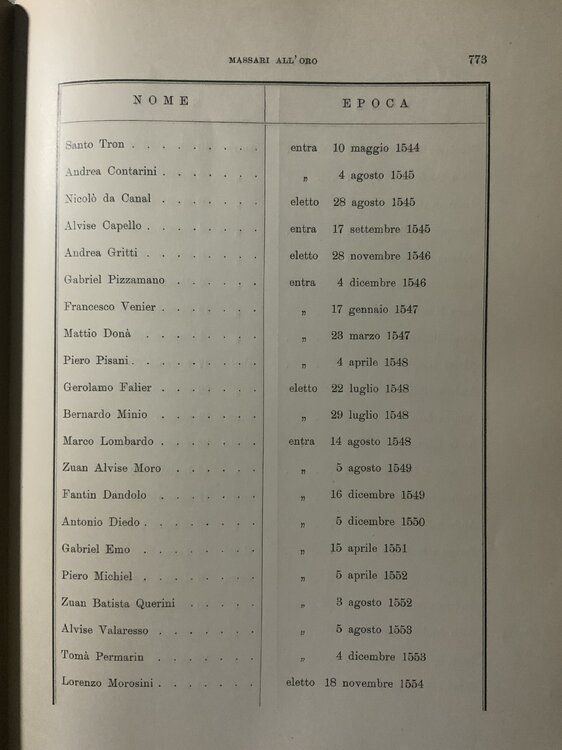 MASSARI ALL' ORO 773
NOME EPOCA
Santo Tron . . . . . . . . . entra 10 maggio 1544
Andrea Contarini . . . . . . . „ 4 agosto 1545
Nicolò da Canal . . . . . . . eletto 28 agosto 1545
Alvise Capello . . . . . . . . entra 17 settembre 1545
Andrea Gritti . . . . . . . . eletto 28 novembre 1546
Gabriel Pizzamano . . . . . . entra 4 dicembre 1546
Francesco Venier . . . . . . . „ 17 gennaio 1547
Mattio Donà . . . . . . . „ 23 marzo 1547
Piero Pisani . . . . . . . . „ 4 aprile 1548
Gerolamo Falier . . . . . . . eletto 22 luglio 1548
Bernardo Minio . . . . . . . „ 29 luglio 1548
Marco Lombardo . . . . . . . entra 14 agosto 1548
Zuan Alvise Moro . . . . . . „ 5 agosto 1549
Fantin Dandolo . . . . . . . „ 16 dicembre 1549
Antonio Diedo . . . . . . . . „ 5 dicembre 1550
Gabriel Emo . . . . . . . „ 15 aprile 1551
Piero Michiel . . . . . . . „ 5 aprile 1552
Zuan Batista Querini . . . . . „ 3 agosto 1552
Alvise Valaresso . . . . . . . „ 5 agosto 1553
Tomà Permarin . . . . . . . „ 4 dicembre 1553
Lorenzo Morosini . . . . . . . eletto 18 novembre 1554